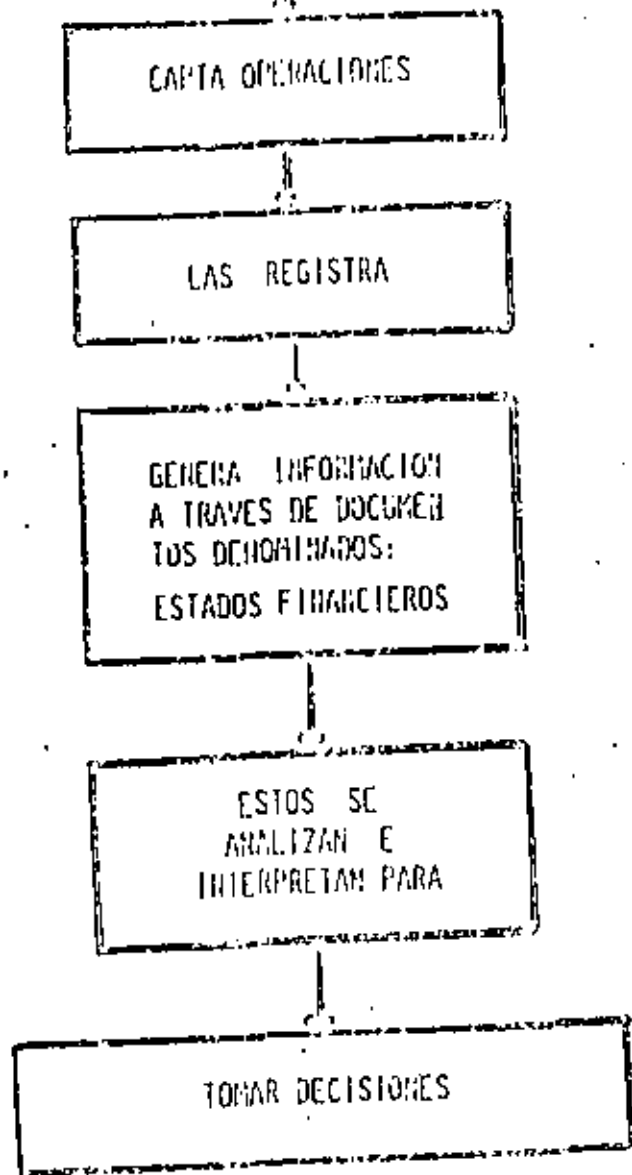 CAPTA OPERACIONES
LAS REGISTRA
GENERA INFORMACION
A TRAVES DE DOCUMEN
TOS DENOMINADOS:
ESTADOS FINANCIEROS
ESTOS SE
ANALIZAN E
INTERPRETAN PARA
TOMAR DECISIONES